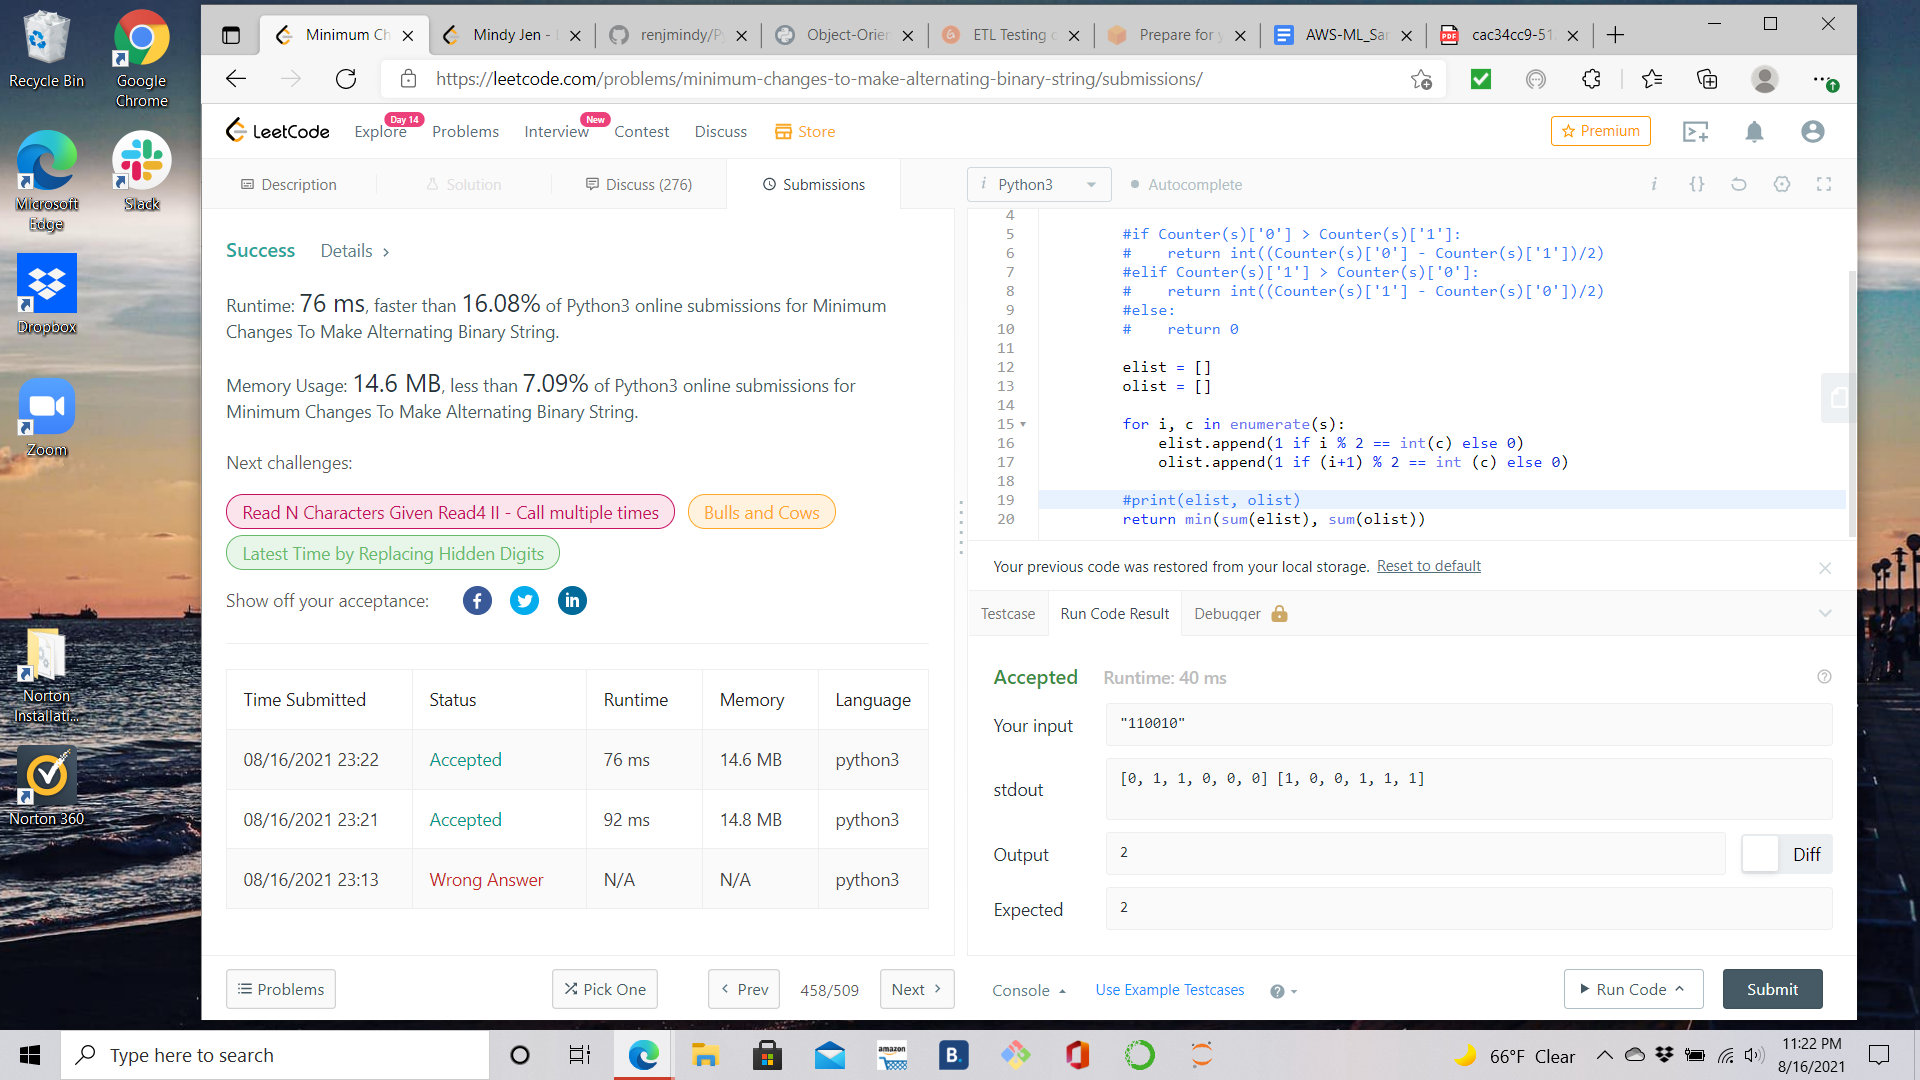 Recycle Bin
Google Chrome
Microsoft Edge
Slack
Dropbox
Zoom
Norton Installati...
Norton 360
Minimum Ch
Mindy Jen -
renjmindy/Py
Object-Orien
ETL Testing c
Prepare for y
AWS-ML_Sa
cac34cc9-51
https://leetcode.com/problems/minimum-changes-to-make-alternating-binary-string/submissions/
LeetCode
Explore
Day 14
Problems
Interview
New
Contest
Discuss
Store
Premium
Description
Solution
Discuss (276)
Submissions
i Python3
Autocomplete
Success
Details >
Runtime: 76 ms, faster than 16.08% of Python3 online submissions for Minimum
Changes To Make Alternating Binary String.
Memory Usage: 14.6 MB, less than 7.09% of Python3 online submissions for
Minimum Changes To Make Alternating Binary String.
Next challenges:
Read N Characters Given Read4 II - Call multiple times
Bulls and Cows
Latest Time by Replacing Hidden Digits
Show off your acceptance:
Time Submitted Status Runtime Memory Language
08/16/2021 23:22 Accepted 76 ms 14.6 MB python3
08/16/2021 23:21 Accepted 92 ms 14.8 MB python3
08/16/2021 23:13 Wrong Answer N/A N/A python3
Problems
Pick One
< Prev
458/509
Next >
4
5 #if Counter(s)['0'] > Counter(s)['1']:
6 #    return int((Counter(s)['0'] - Counter(s)['1'])/2)
7 #elif Counter(s)['1'] > Counter(s)['0']:
8 #    return int((Counter(s)['1'] - Counter(s)['0'])/2)
9 #else:
10 #    return 0
11
12 elist = []
13 olist = []
14
15 for i, c in enumerate(s):
16     elist.append(1 if i % 2 == int(c) else 0)
17     olist.append(1 if (i+1) % 2 == int (c) else 0)
18
19 #print(elist, olist)
20 return min(sum(elist), sum(olist))
Your previous code was restored from your local storage. Reset to default
Testcase
Run Code Result
Debugger
Accepted Runtime: 40 ms
Your input "110010"
stdout [0, 1, 1, 0, 0, 0] [1, 0, 0, 1, 1, 1]
Output 2
Diff
Expected 2
Console
Use Example Testcases
Run Code
Submit
Type here to search
amazon
B.
66°F Clear
11:22 PM
8/16/2021